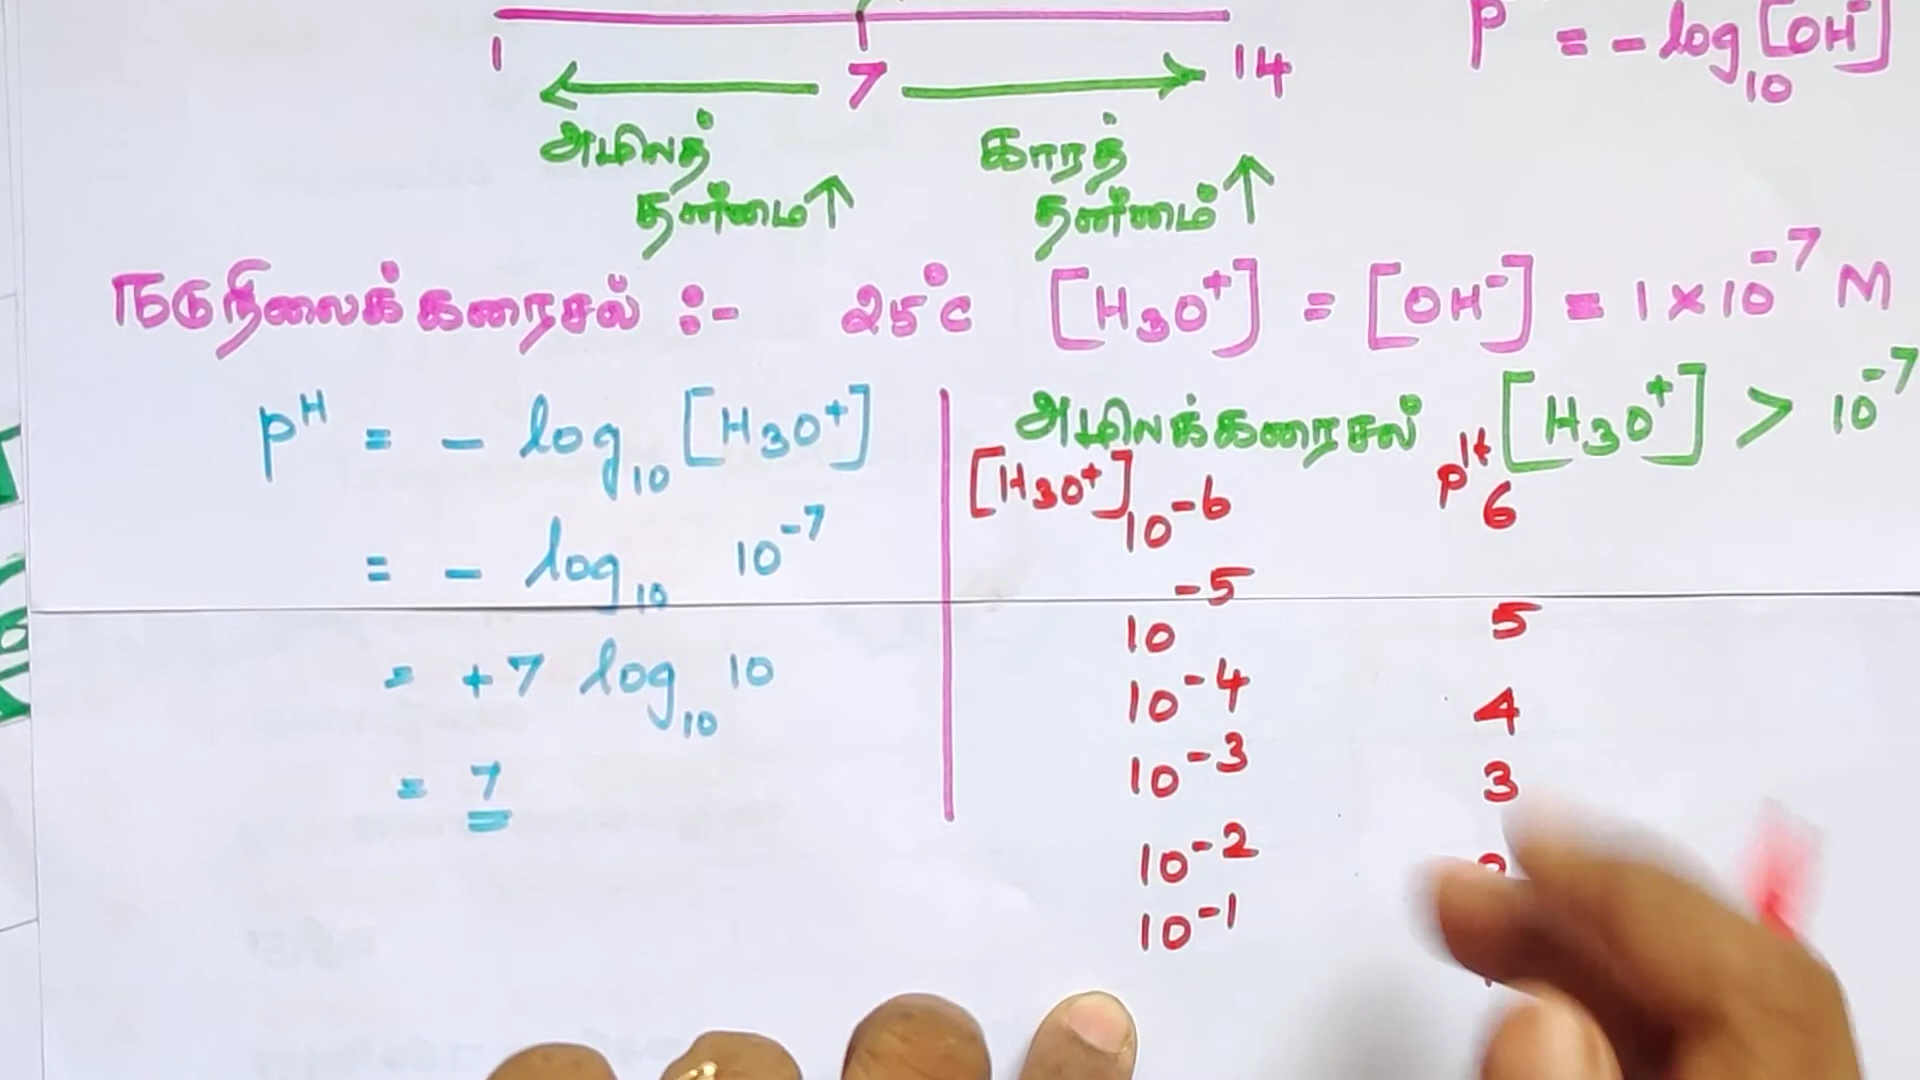 1 7 14
அமிலத் தன்மை ↑
காரத் தன்மை ↑
P = - log₁₀ [OH⁻]
நடுநிலைக் கரைசல் :- 25°C [H₃O⁺] = [OH⁻] = 1 × 10⁻⁷ M
pᴴ = - log₁₀ [H₃O⁺]
= - log₁₀ 10⁻⁷
= +7 log₁₀ 10
= 7
அமிலக்கரைசல் [H₃O⁺] > 10⁻⁷
[H₃O⁺] pᴴ
10⁻⁶ 6
10⁻⁵ 5
10⁻⁴ 4
10⁻³ 3
10⁻²
10⁻¹